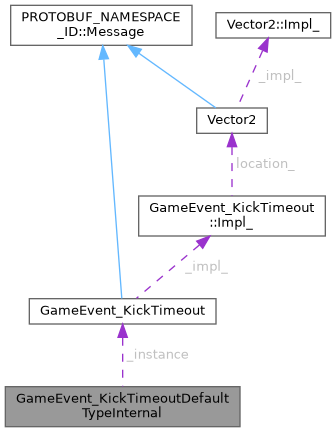 PROTOBUF_NAMESPACE
_ID::Message
Vector2::Impl_
_impl_
Vector2
location_
GameEvent_KickTimeout
::Impl_
_impl_
GameEvent_KickTimeout
_instance
GameEvent_KickTimeoutDefault
TypeInternal